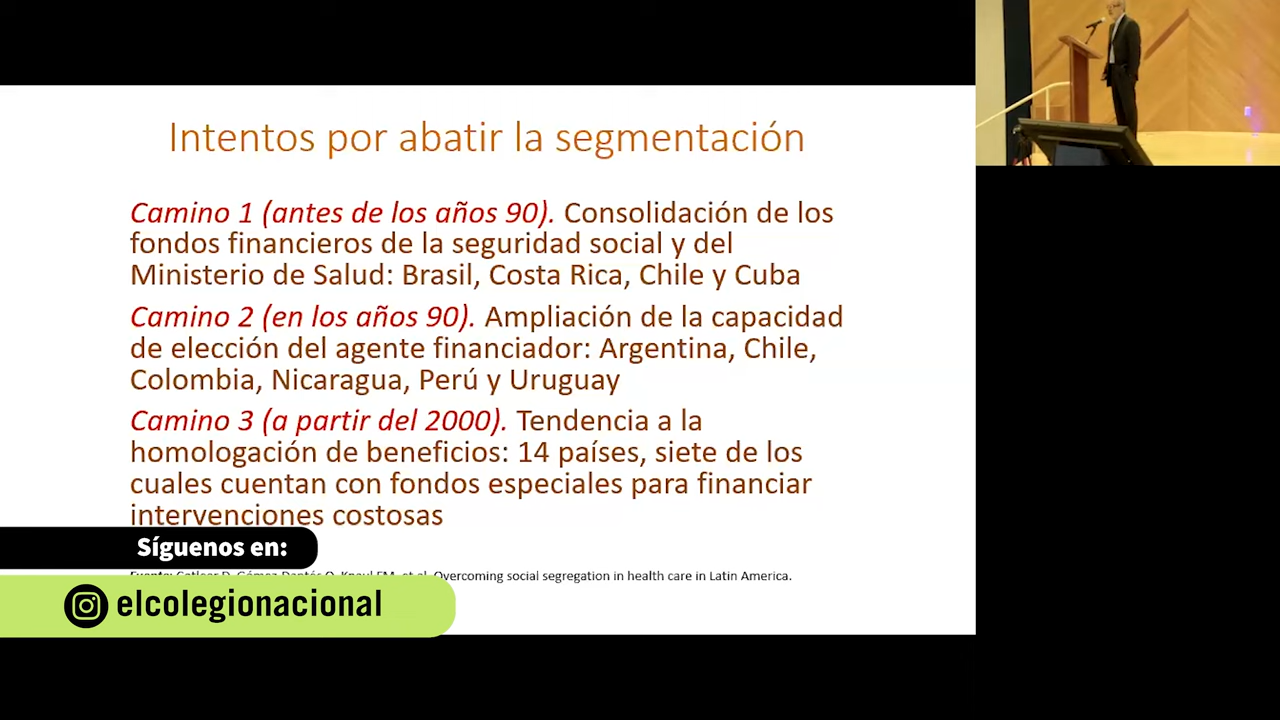 Intentos por abatir la segmentación
Camino 1 (antes de los años 90). Consolidación de los
fondos financieros de la seguridad social y del
Ministerio de Salud: Brasil, Costa Rica, Chile y Cuba
Camino 2 (en los años 90). Ampliación de la capacidad
de elección del agente financiador: Argentina, Chile,
Colombia, Nicaragua, Perú y Uruguay
Camino 3 (a partir del 2000). Tendencia a la
homologación de beneficios: 14 países, siete de los
cuales cuentan con fondos especiales para financiar
intervenciones costosas
Síguenos en:
Overcoming social segregation in health care in Latin America.
elcolegionacional